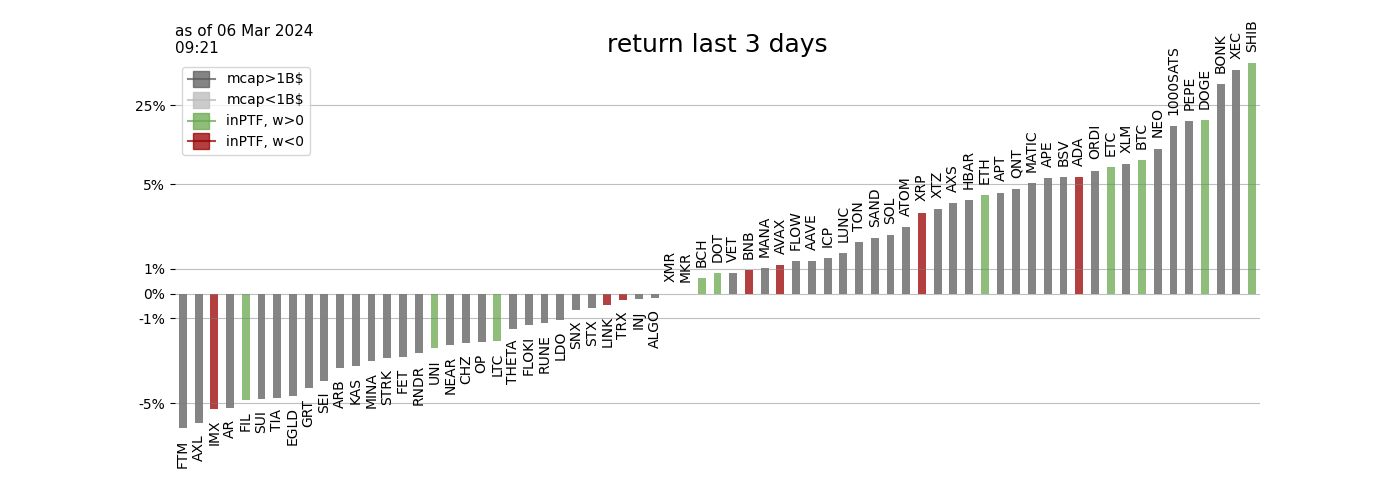 as of 06 Mar 2024
09:21
return last 3 days
mcap>1B$
mcap<1B$
inPTF, w>0
inPTF, w<0
25%
5%
1%
0%
-1%
-5%
FTM
AXL
IMX
AR
FIL
SUI
TIA
EGLD
GRT
SEI
ARB
KAS
MINA
STRK
FET
RNDR
UNI
NEAR
CHZ
OP
LTC
THETA
FLOKI
RUNE
LDO
SNX
STX
LINK
TRX
INJ
ALGO
XMR
MKR
BCH
DOT
VET
BNB
MANA
AVAX
FLOW
AAVE
ICP
LUNC
TON
SAND
SOL
ATOM
XRP
XTZ
AXS
HBAR
ETH
APT
QNT
MATIC
APE
BSV
ADA
ORDI
ETC
XLM
BTC
NEO
1000SATS
PEPE
DOGE
BONK
XEC
SHIB